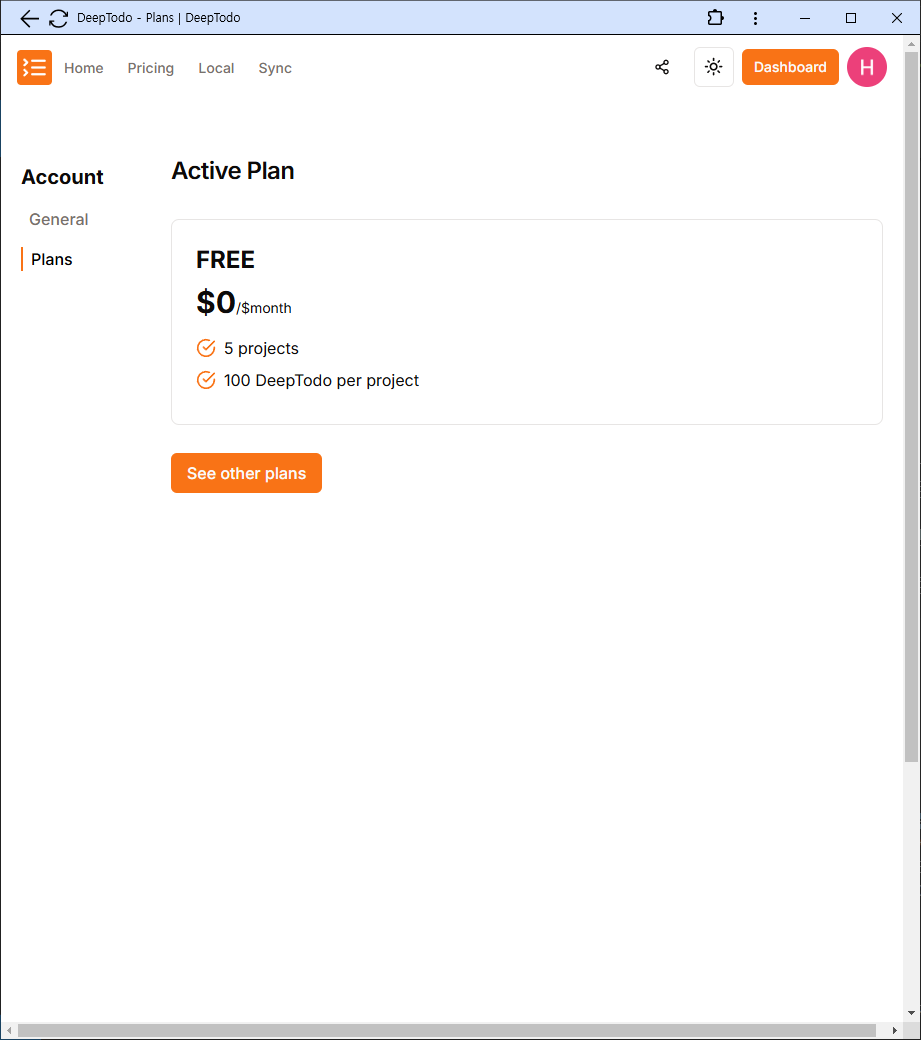 DeepTodo - Plans | DeepTodo
Home Pricing Local Sync Dashboard H
Account
General
Plans
Active Plan
FREE
$0/$month
5 projects
100 DeepTodo per project
See other plans